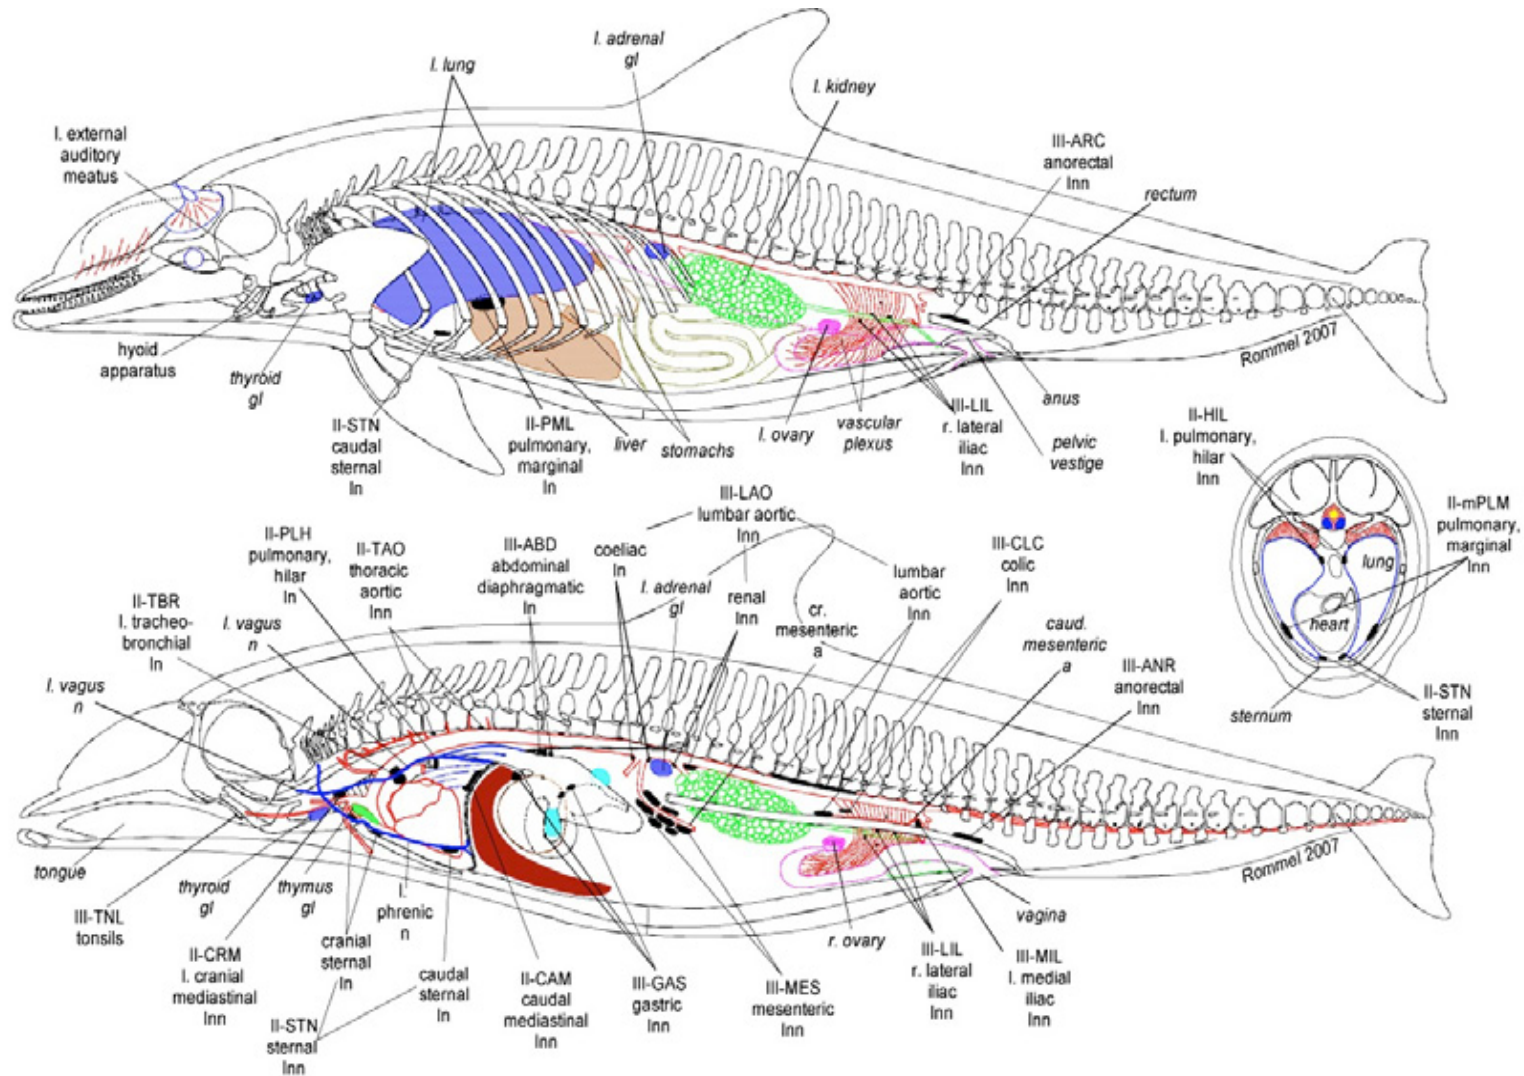 l. adrenal
gl
l. lung
l. kidney
l. external
auditory
meatus
III-ARC
anorectal
lnn
rectum
hyoid
apparatus
thyroid
gl
II-STN
caudal
sternal
ln
II-PML
pulmonary,
marginal
ln
liver
stomachs
l. ovary
vascular
plexus
III-LIL
r. lateral
iliac
lnn
pelvic
vestige
anus
Rommel 2007
II-HIL
l. pulmonary,
hilar
lnn
II-mPLM
pulmonary,
marginal
lnn
lung
heart
sternum
II-STN
sternal
lnn
III-LAO
lumbar aortic
lnn
II-PLH
pulmonary,
hilar
ln
II-TAO
thoracic
aortic
lnn
III-ABD
abdominal
diaphragmatic
ln
coeliac
ln
l. adrenal
gl
renal
lnn
cr.
mesenteric
a
lumbar
aortic
lnn
III-CLC
colic
lnn
caud.
mesenteric
a
III-ANR
anorectal
lnn
II-TBR
l. tracheo-
bronchial
ln
l. vagus
n
l. vagus
n
tongue
III-TNL
tonsils
thyroid
gl
II-CRM
l. cranial
mediastinal
lnn
thymus
gl
cranial
sternal
ln
II-STN
sternal
lnn
l.
phrenic
n
caudal
sternal
ln
II-CAM
caudal
mediastinal
lnn
III-GAS
gastric
lnn
III-MES
mesenteric
lnn
r. ovary
III-LIL
r. lateral
iliac
lnn
III-MIL
l. medial
iliac
lnn
vagina
Rommel 2007